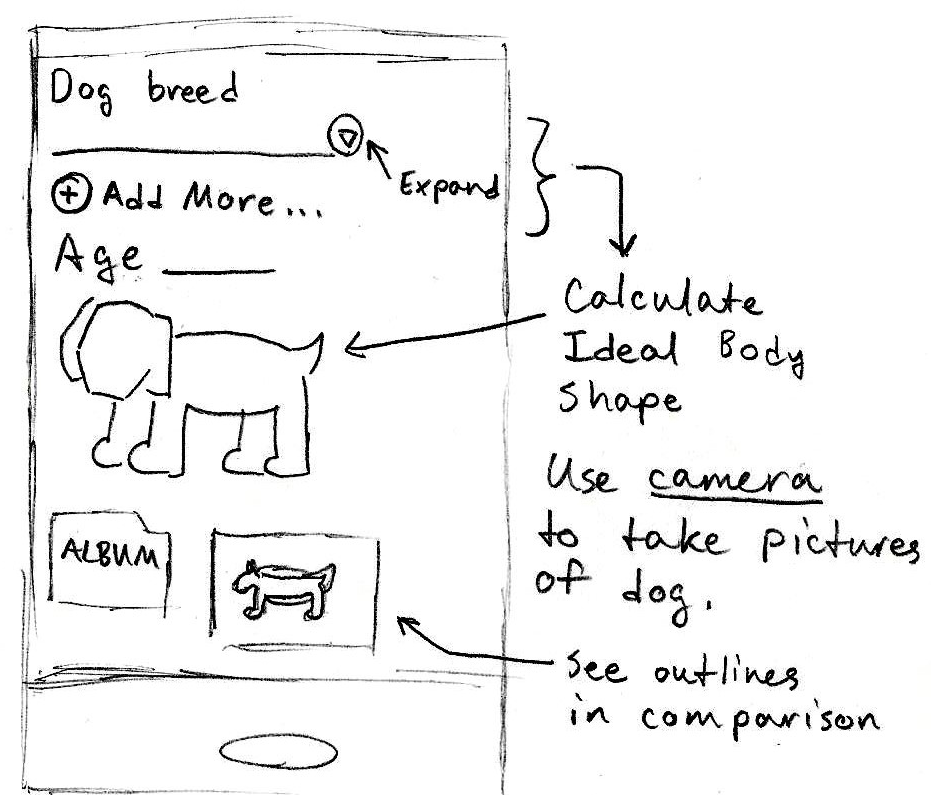 Dog breed
Expand
+ Add More...
Age
Calculate
Ideal Body
Shape
Use camera
to take pictures
of dog.
ALBUM
See outlines
in comparison